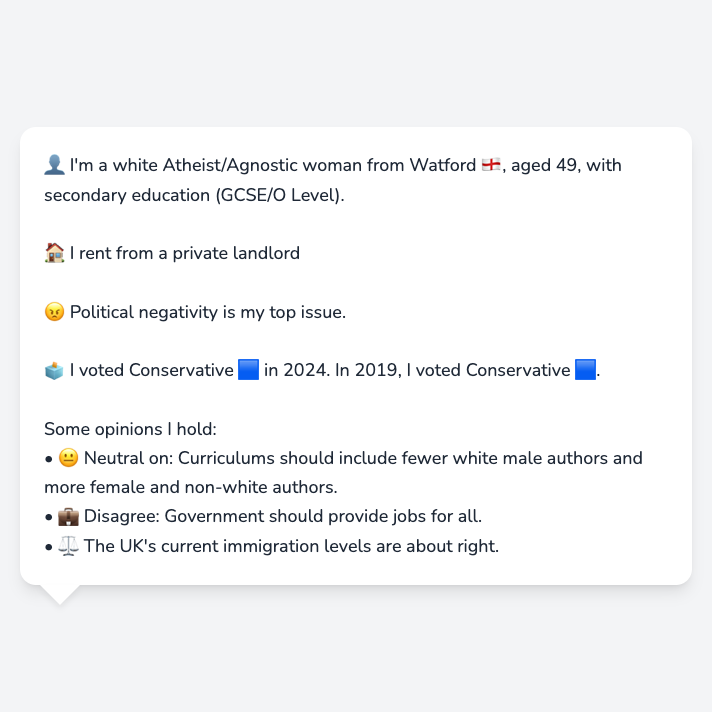 👤 I'm a white Atheist/Agnostic woman from Watford 🏴󠁧󠁢󠁥󠁮󠁧󠁿, aged 49, with
secondary education (GCSE/O Level).
🏠 I rent from a private landlord
😠 Political negativity is my top issue.
🗳️ I voted Conservative 🟦 in 2024. In 2019, I voted Conservative 🟦.
Some opinions I hold:
• 😐 Neutral on: Curriculums should include fewer white male authors and
more female and non-white authors.
• 💼 Disagree: Government should provide jobs for all.
• ⚖️ The UK's current immigration levels are about right.